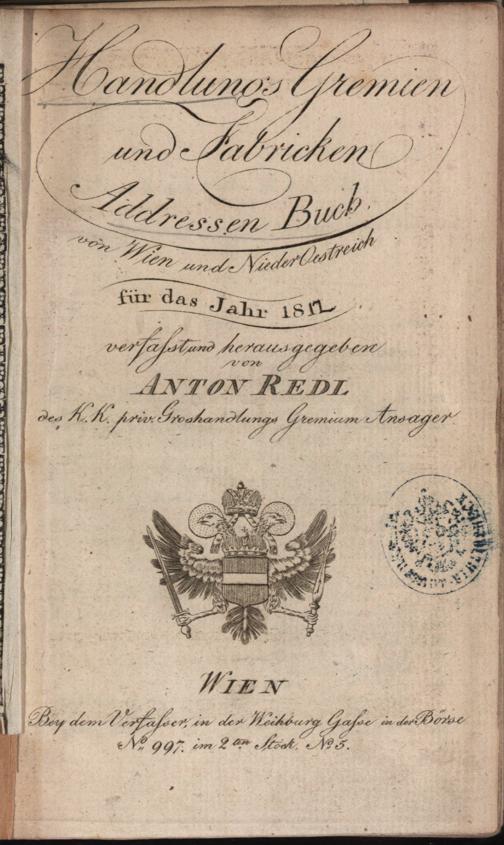 Handlungs Gremien
und Fabricken
Addressen Buch
von Wien und NiederOestreich
für das Jahr 1812
verfasst und herausgegeben
von
ANTON REDL
des K. K. priv. Groshandlungs Gremium Ansager
WIEN
Bey dem Verfasser, in der Weihburg Gasse in der Börse
No. 997. im 2ten Stock. No 5.